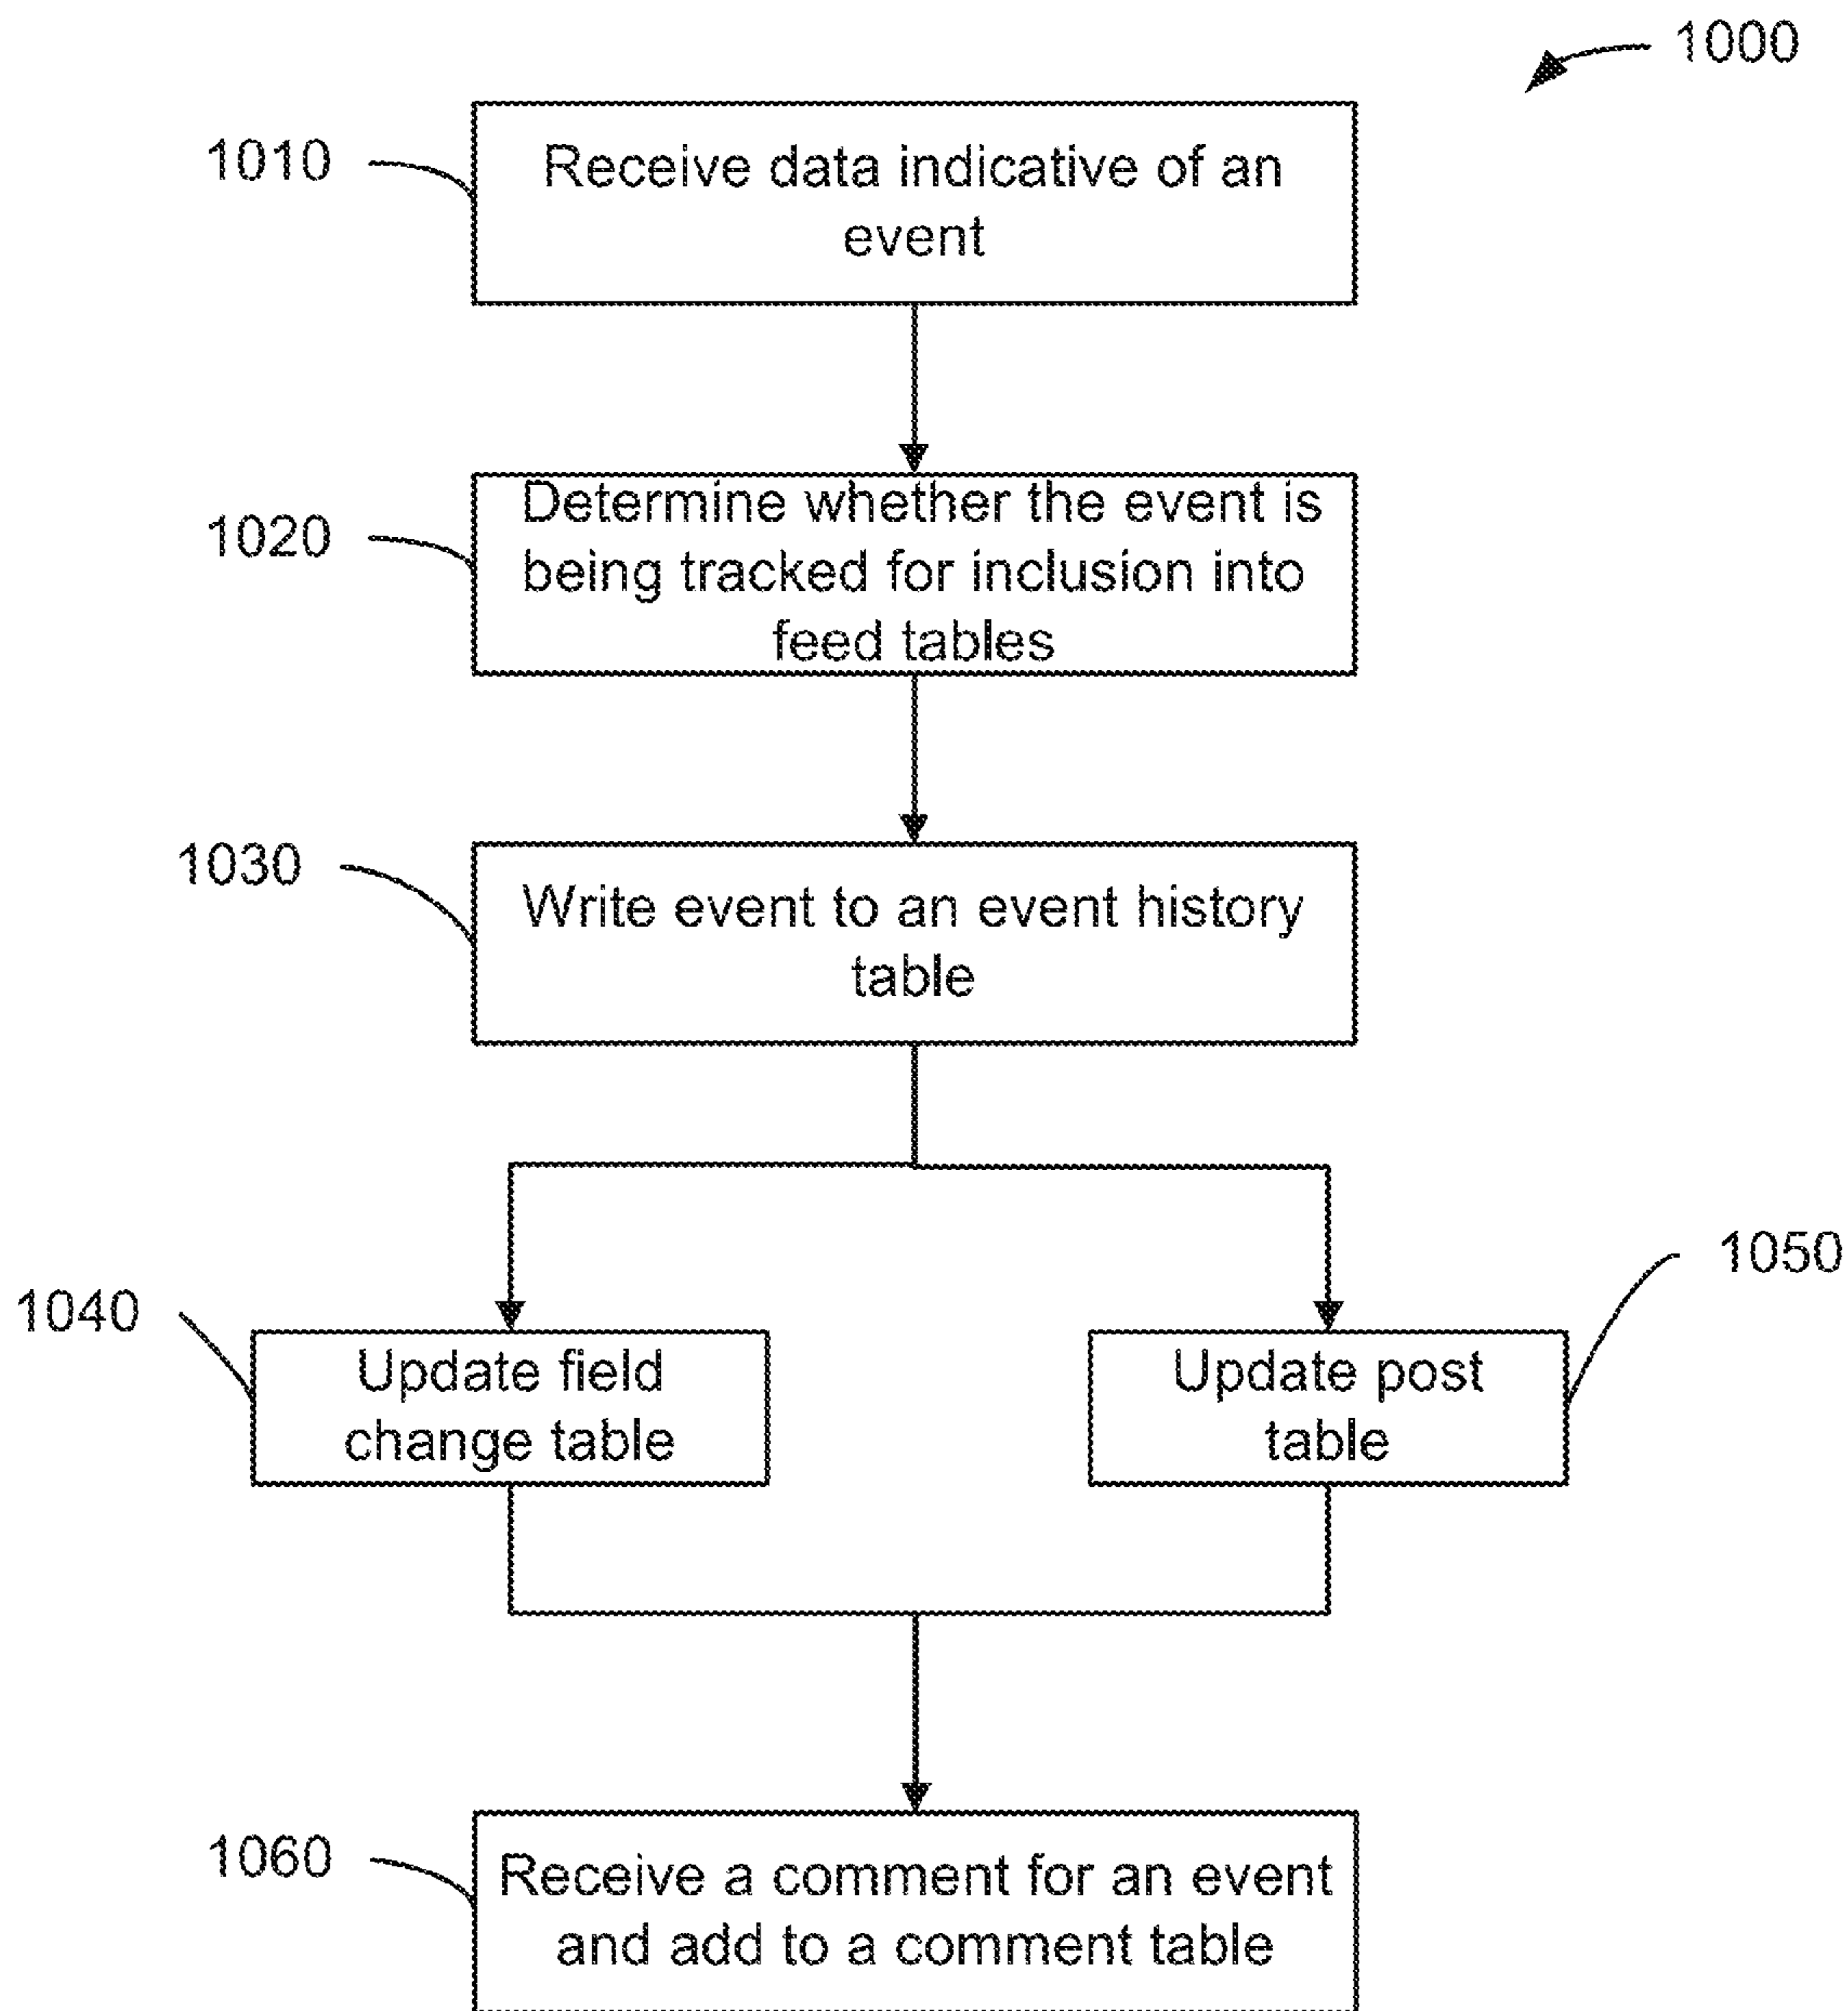 1000
1010
Receive data indicative of an
event
1020
Determine whether the event is
being tracked for inclusion into
feed tables
1030
Write event to an event history
table
1040
Update field
change table
1050
Update post
table
1060
Receive a comment for an event
and add to a comment table